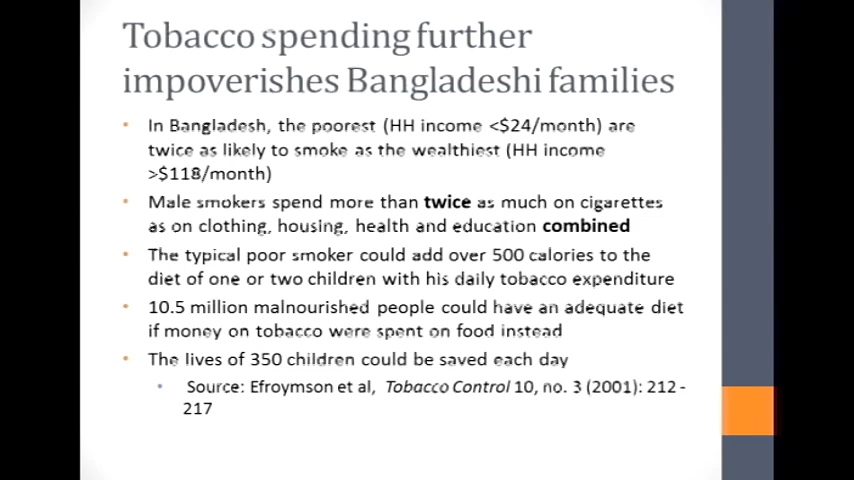 Tobacco spending further
impoverishes Bangladeshi families
• In Bangladesh, the poorest (HH income <$24/month) are
twice as likely to smoke as the wealthiest (HH income
>$118/month)
• Male smokers spend more than twice as much on cigarettes
as on clothing, housing, health and education combined
• The typical poor smoker could add over 500 calories to the
diet of one or two children with his daily tobacco expenditure
• 10.5 million malnourished people could have an adequate diet
if money on tobacco were spent on food instead
• The lives of 350 children could be saved each day
• Source: Efroymson et al, Tobacco Control 10, no. 3 (2001): 212-
217